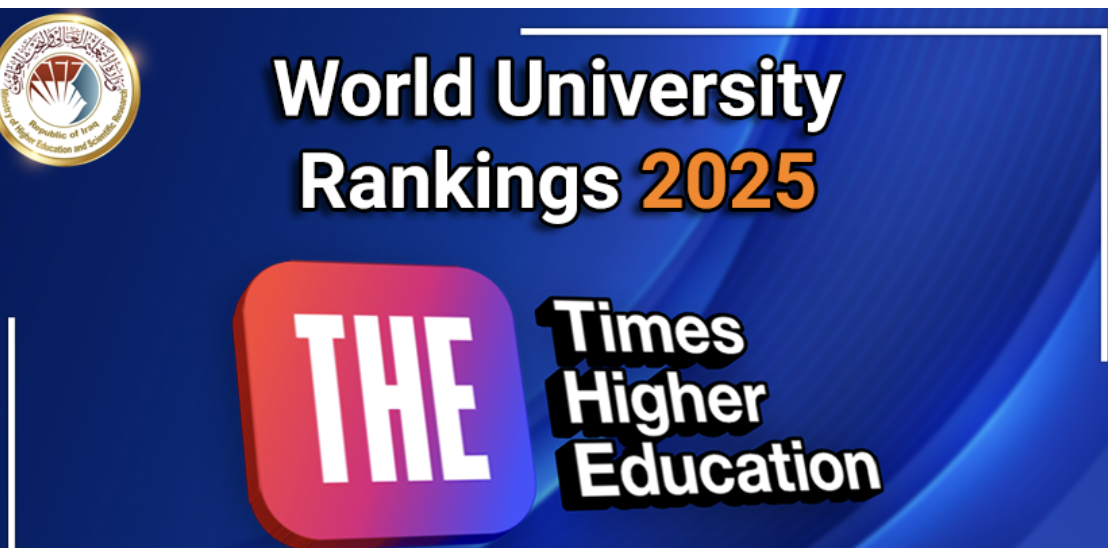 وزارة التعليم العالي والبحث العلمي
Republic of Iraq
Ministry of Higher Education and Scientific Research
World University
Rankings 2025
THE
Times
Higher
Education